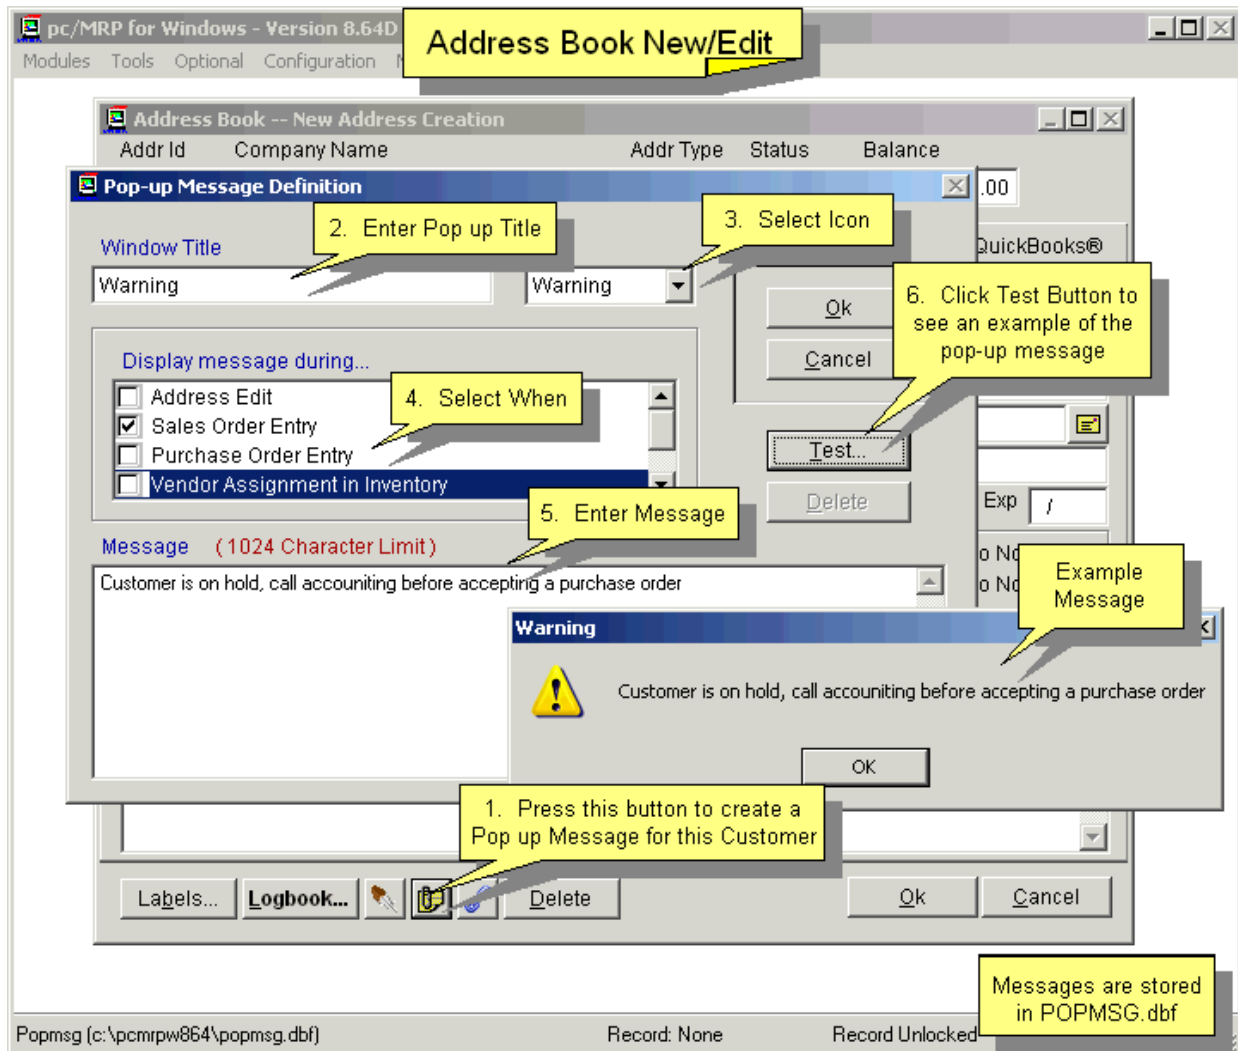 pc/MRP for Windows - Version 8.64D
Address Book New/Edit
Modules Tools Optional Configuration
Address Book -- New Address Creation
Addr Id Company Name Addr Type Status Balance
Pop-up Message Definition
.00
2. Enter Pop up Title
3. Select Icon
Window Title
QuickBooks®
Warning
Warning
Ok
6. Click Test Button to
see an example of the
pop-up message
Cancel
Display message during...
Address Edit
4. Select When
Sales Order Entry
Purchase Order Entry
Vendor Assignment in Inventory
Test...
Delete
Exp /
5. Enter Message
Message (1024 Character Limit)
Customer is on hold, call accouniting before accepting a purchase order
Example
Message
Warning
Customer is on hold, call accouniting before accepting a purchase order
OK
1. Press this button to create a
Pop up Message for this Customer
Labels... Logbook... Delete Ok Cancel
Messages are stored
in POPMSG.dbf
Popmsg (c:\pcmrpw864\popmsg.dbf) Record: None Record Unlocked